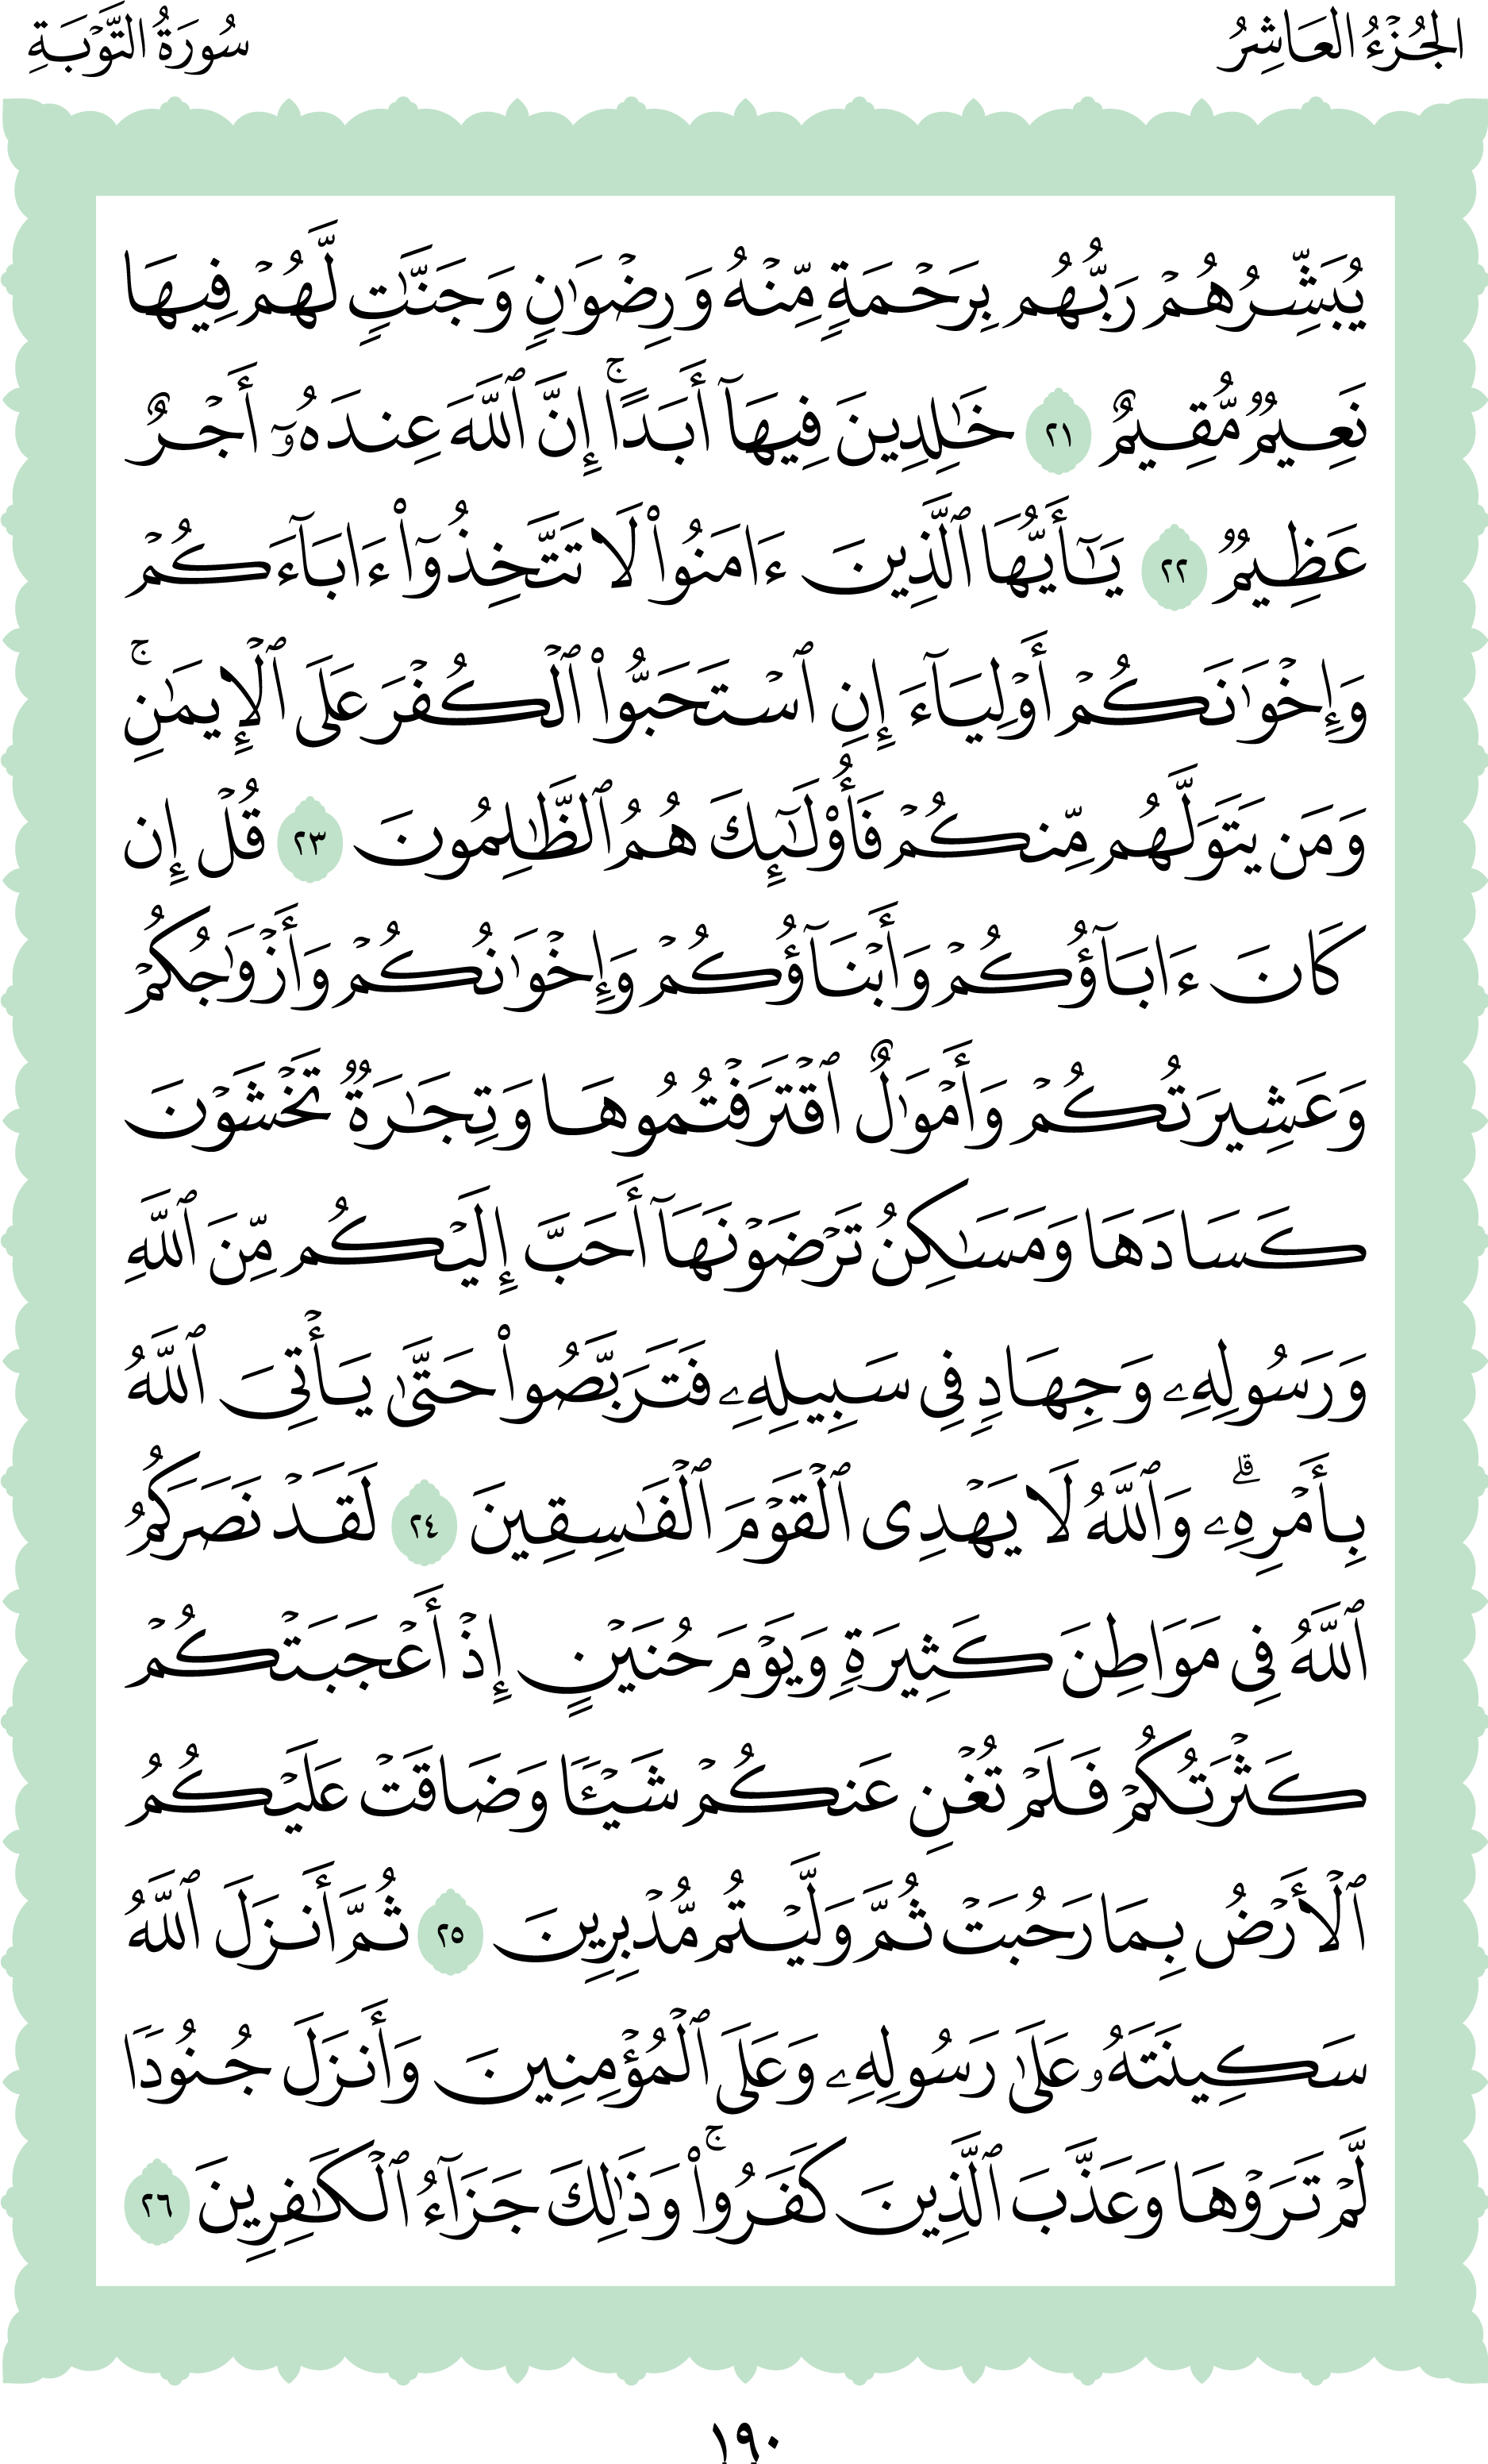 الجُزْءُ العَاشِرُ
سُورَةُ التَّوْبَةِ
يُبَشِّرُهُمۡ رَبُّهُم بِرَحۡمَةٖ مِّنۡهُ وَرِضۡوَٰنٖ وَجَنَّٰتٖ لَّهُمۡ فِيهَا
نَعِيمٞ مُّقِيمٌ ٢١ خَٰلِدِينَ فِيهَآ أَبَدًاۚ إِنَّ ٱللَّهَ عِندَهُۥٓ أَجۡرٌ
عَظِيمٞ ٢٢ يَٰٓأَيُّهَا ٱلَّذِينَ ءَامَنُواْ لَا تَتَّخِذُوٓاْ ءَابَآءَكُمۡ
وَإِخۡوَٰنَكُمۡ أَوۡلِيَآءَ إِنِ ٱسۡتَحَبُّواْ ٱلۡكُفۡرَ عَلَى ٱلۡإِيمَٰنِۚ
وَمَن يَتَوَلَّهُم مِّنكُمۡ فَأُوْلَٰٓئِكَ هُمُ ٱلظَّٰلِمُونَ ٢٣ قُلۡ إِن
كَانَ ءَابَآؤُكُمۡ وَأَبۡنَآؤُكُمۡ وَإِخۡوَٰنُكُمۡ وَأَزۡوَٰجُكُمۡ
وَعَشِيرَتُكُمۡ وَأَمۡوَٰلٌ ٱقۡتَرَفۡتُمُوهَا وَتِجَٰرَةٞ تَخۡشَوۡنَ
كَسَادَهَا وَمَسَٰكِنُ تَرۡضَوۡنَهَآ أَحَبَّ إِلَيۡكُم مِّنَ ٱللَّهِ
وَرَسُولِهِۦ وَجِهَادٖ فِي سَبِيلِهِۦ فَتَرَبَّصُواْ حَتَّىٰ يَأۡتِيَ ٱللَّهُ
بِأَمۡرِهِۦۗ وَٱللَّهُ لَا يَهۡدِي ٱلۡقَوۡمَ ٱلۡفَٰسِقِينَ ٢٤ لَقَدۡ نَصَرَكُمُ
ٱللَّهُ فِي مَوَاطِنَ كَثِيرَةٖ وَيَوۡمَ حُنَيۡنٍ إِذۡ أَعۡجَبَتۡكُمۡ
كَثۡرَتُكُمۡ فَلَمۡ تُغۡنِ عَنكُمۡ شَيۡـٔٗا وَضَاقَتۡ عَلَيۡكُمُ
ٱلۡأَرۡضُ بِمَا رَحُبَتۡ ثُمَّ وَلَّيۡتُم مُّدۡبِرِينَ ٢٥ ثُمَّ أَنزَلَ ٱللَّهُ
سَكِينَتَهُۥ عَلَىٰ رَسُولِهِۦ وَعَلَى ٱلۡمُؤۡمِنِينَ وَأَنزَلَ جُنُودٗا
لَّمۡ تَرَوۡهَا وَعَذَّبَ ٱلَّذِينَ كَفَرُواْۚ وَذَٰلِكَ جَزَآءُ ٱلۡكَٰفِرِينَ ٢٦
١٩٠